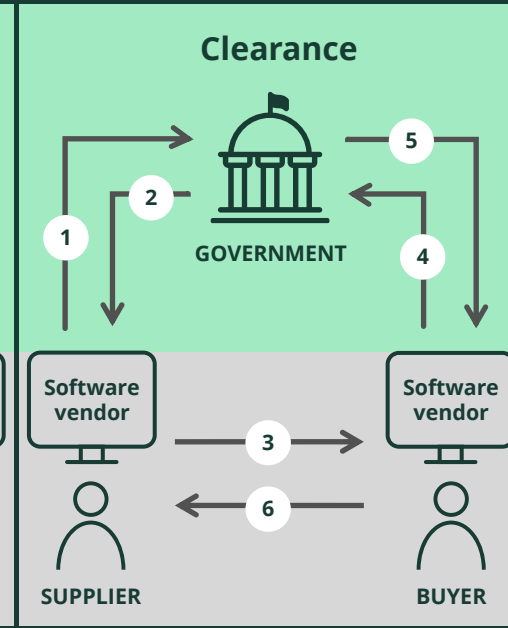 Clearance
5
2
1
4
GOVERNMENT
Software
vendor
Software
vendor
3
6
SUPPLIER
BUYER